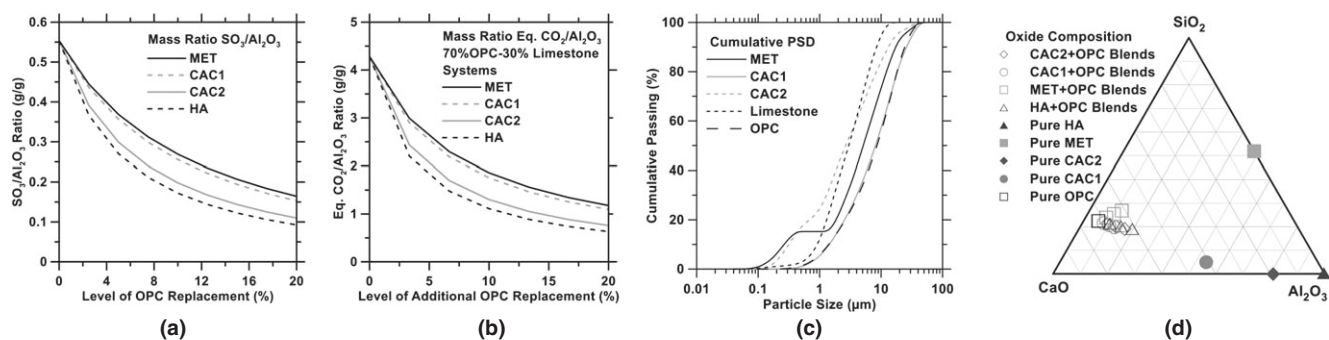 0.6
0.5
0.4
0.3
0.2
0.1
0
SO₃/Al₂O₃ Ratio (g/g)
Mass Ratio SO₃/Al₂O₃
MET
CAC1
CAC2
HA
0 4 8 12 16 20
Level of OPC Replacement (%)
(a)
5
4
3
2
1
0
Eq. CO₂/Al₂O₃ Ratio (g/g)
Mass Ratio Eq. CO₂/Al₂O₃
70%OPC-30% Limestone
Systems
MET
CAC1
CAC2
HA
0 5 10 15 20
Level of Additional OPC Replacement (%)
(b)
100
80
60
40
20
0
Cumulative Passing (%)
Cumulative PSD
MET
CAC1
CAC2
Limestone
OPC
0.01 0.1 1 10 100
Particle Size (µm)
(c)
SiO₂
Oxide Composition
CAC2+OPC Blends
CAC1+OPC Blends
MET+OPC Blends
HA+OPC Blends
Pure HA
Pure MET
Pure CAC2
Pure CAC1
Pure OPC
CaO
Al₂O₃
(d)